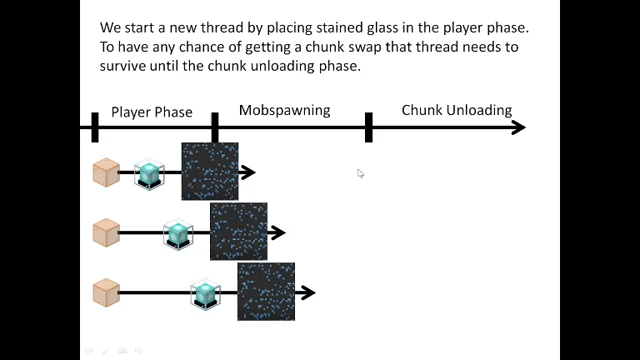 We start a new thread by placing stained glass in the player phase.
To have any chance of getting a chunk swap that thread needs to
survive until the chunk unloading phase.
Player Phase
Mobspawning
Chunk Unloading